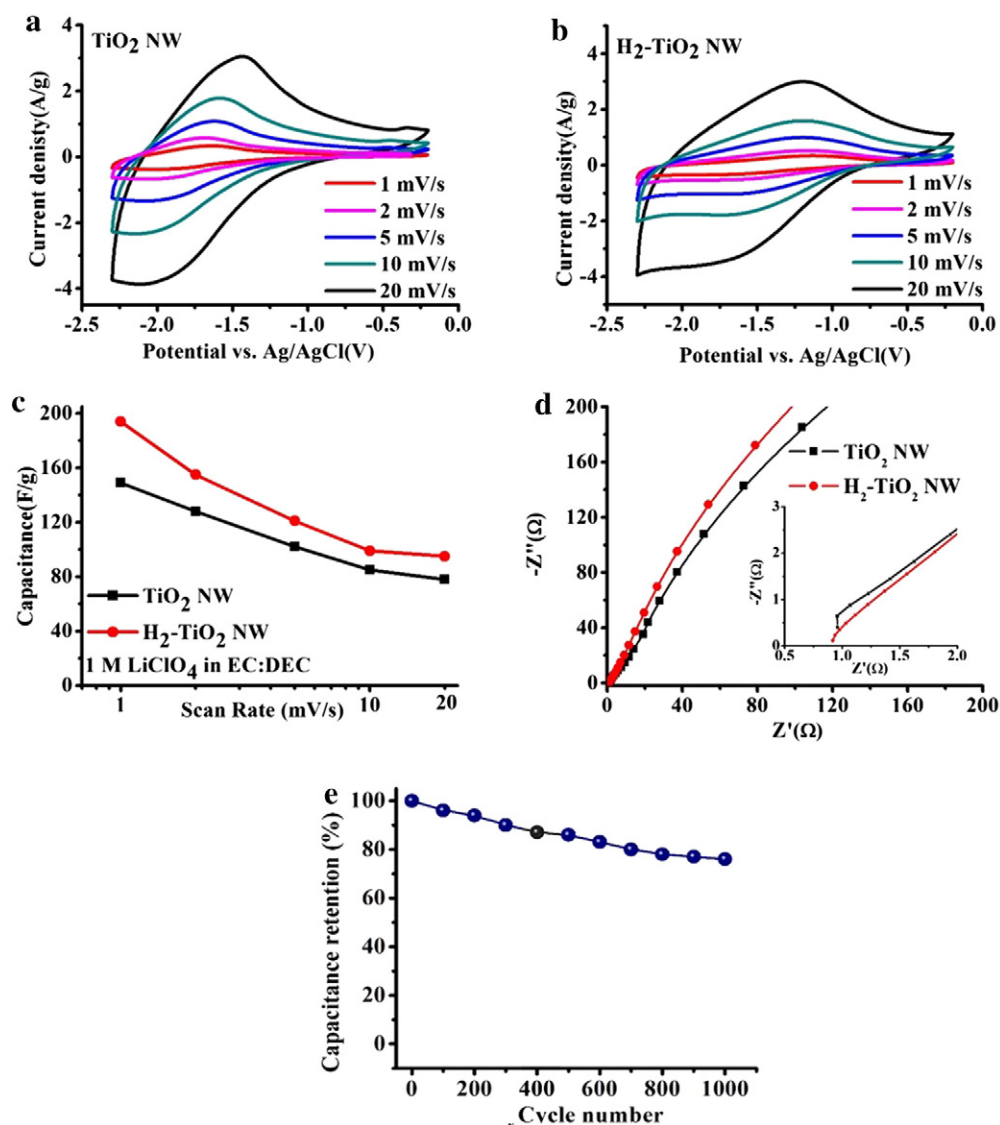 a
TiO2 NW
Current denisty(A/g)
4
2
0
-2
-4
1 mV/s
2 mV/s
5 mV/s
10 mV/s
20 mV/s
-2.5 -2.0 -1.5 -1.0 -0.5 0.0
Potential vs. Ag/AgCl(V)
b
H2-TiO2 NW
Current density(A/g)
4
2
0
-2
-4
1 mV/s
2 mV/s
5 mV/s
10 mV/s
20 mV/s
-2.5 -2.0 -1.5 -1.0 -0.5 0.0
Potential vs. Ag/AgCl(V)
c
Capacitance(F/g)
200
160
120
80
40
0
TiO2 NW
H2-TiO2 NW
1 M LiClO4 in EC:DEC
1 10 20
Scan Rate (mV/s)
d
-Z''(Ω)
200
160
120
80
40
0
TiO2 NW
H2-TiO2 NW
-Z''(Ω)
3
2
1
0
0.5 1.0 1.5 2.0
Z'(Ω)
0 40 80 120 160 200
Z'(Ω)
e
Capacitance retention (%)
100
80
60
40
20
0
0 200 400 600 800 1000
Cycle number